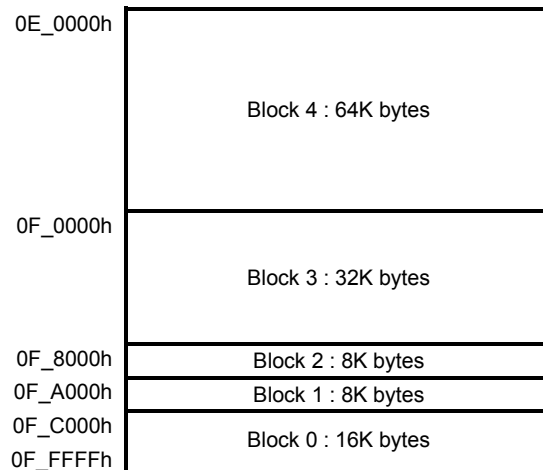 0E_0000h
Block 4 : 64K bytes
0F_0000h
Block 3 : 32K bytes
0F_8000h
Block 2 : 8K bytes
0F_A000h
Block 1 : 8K bytes
0F_C000h
Block 0 : 16K bytes
0F_FFFFh